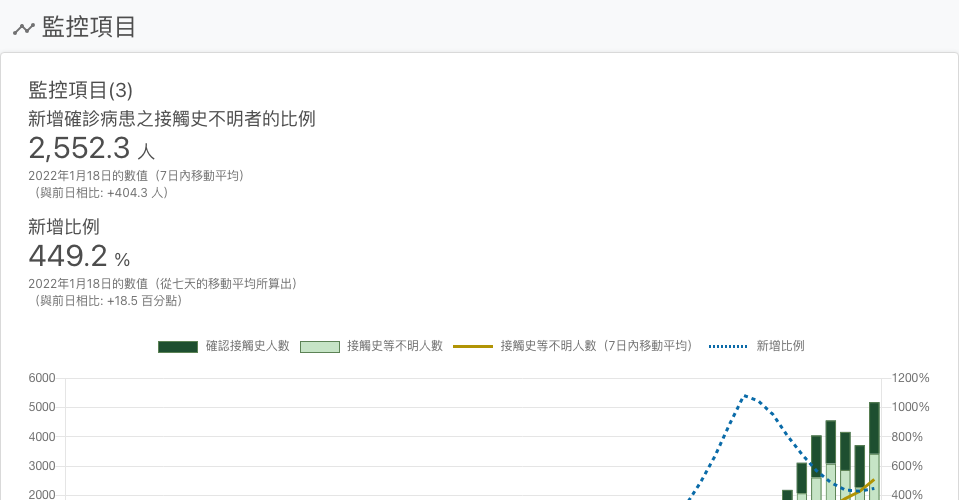 監控項目
監控項目(3)
新增確診病患之接觸史不明者的比例
2,552.3 人
2022年1月18日的數值（7日內移動平均）
（與前日相比: +404.3 人）
新增比例
449.2 %
2022年1月18日的數值（從七天的移動平均所算出）
（與前日相比: +18.5 百分點）
確認接觸史人數 接觸史等不明人數 接觸史等不明人數（7日內移動平均） 新增比例
6000 1200%
5000 1000%
4000 800%
3000 600%
2000 400%